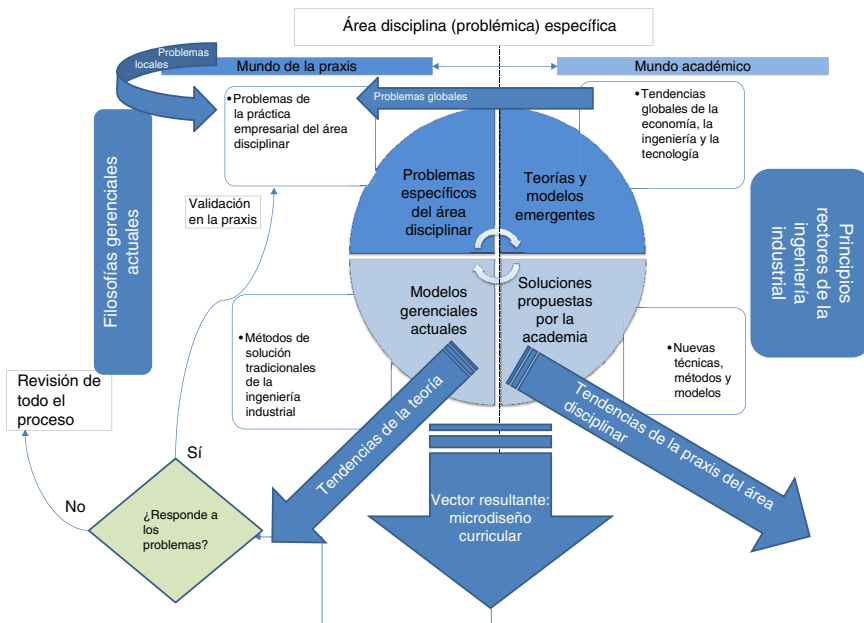 Área disciplina (problémica) específica
Problemas
locales
Mundo de la praxis
Mundo académico
Problemas globales
•Problemas de
la práctica
empresarial del área
disciplinar
•Tendencias
globales de la
economía, la
ingeniería y la
tecnología
Filosofías gerenciales
actuales
Principios
rectores de la
ingeniería
industrial
Validación
en la praxis
Problemas
específicos
del área
disciplinar
Teorías y
modelos
emergentes
Modelos
gerenciales
actuales
Soluciones
propuestas
por la
academia
•Métodos de
solución
tradicionales
de la
ingeniería
industrial
•Nuevas
técnicas,
métodos y
modelos
Revisión de
todo el
proceso
Tendencias de la teoría
Tendencias de la praxis del área
disciplinar
Sí
No
¿Responde a
los
problemas?
Vector resultante:
microdiseño
curricular